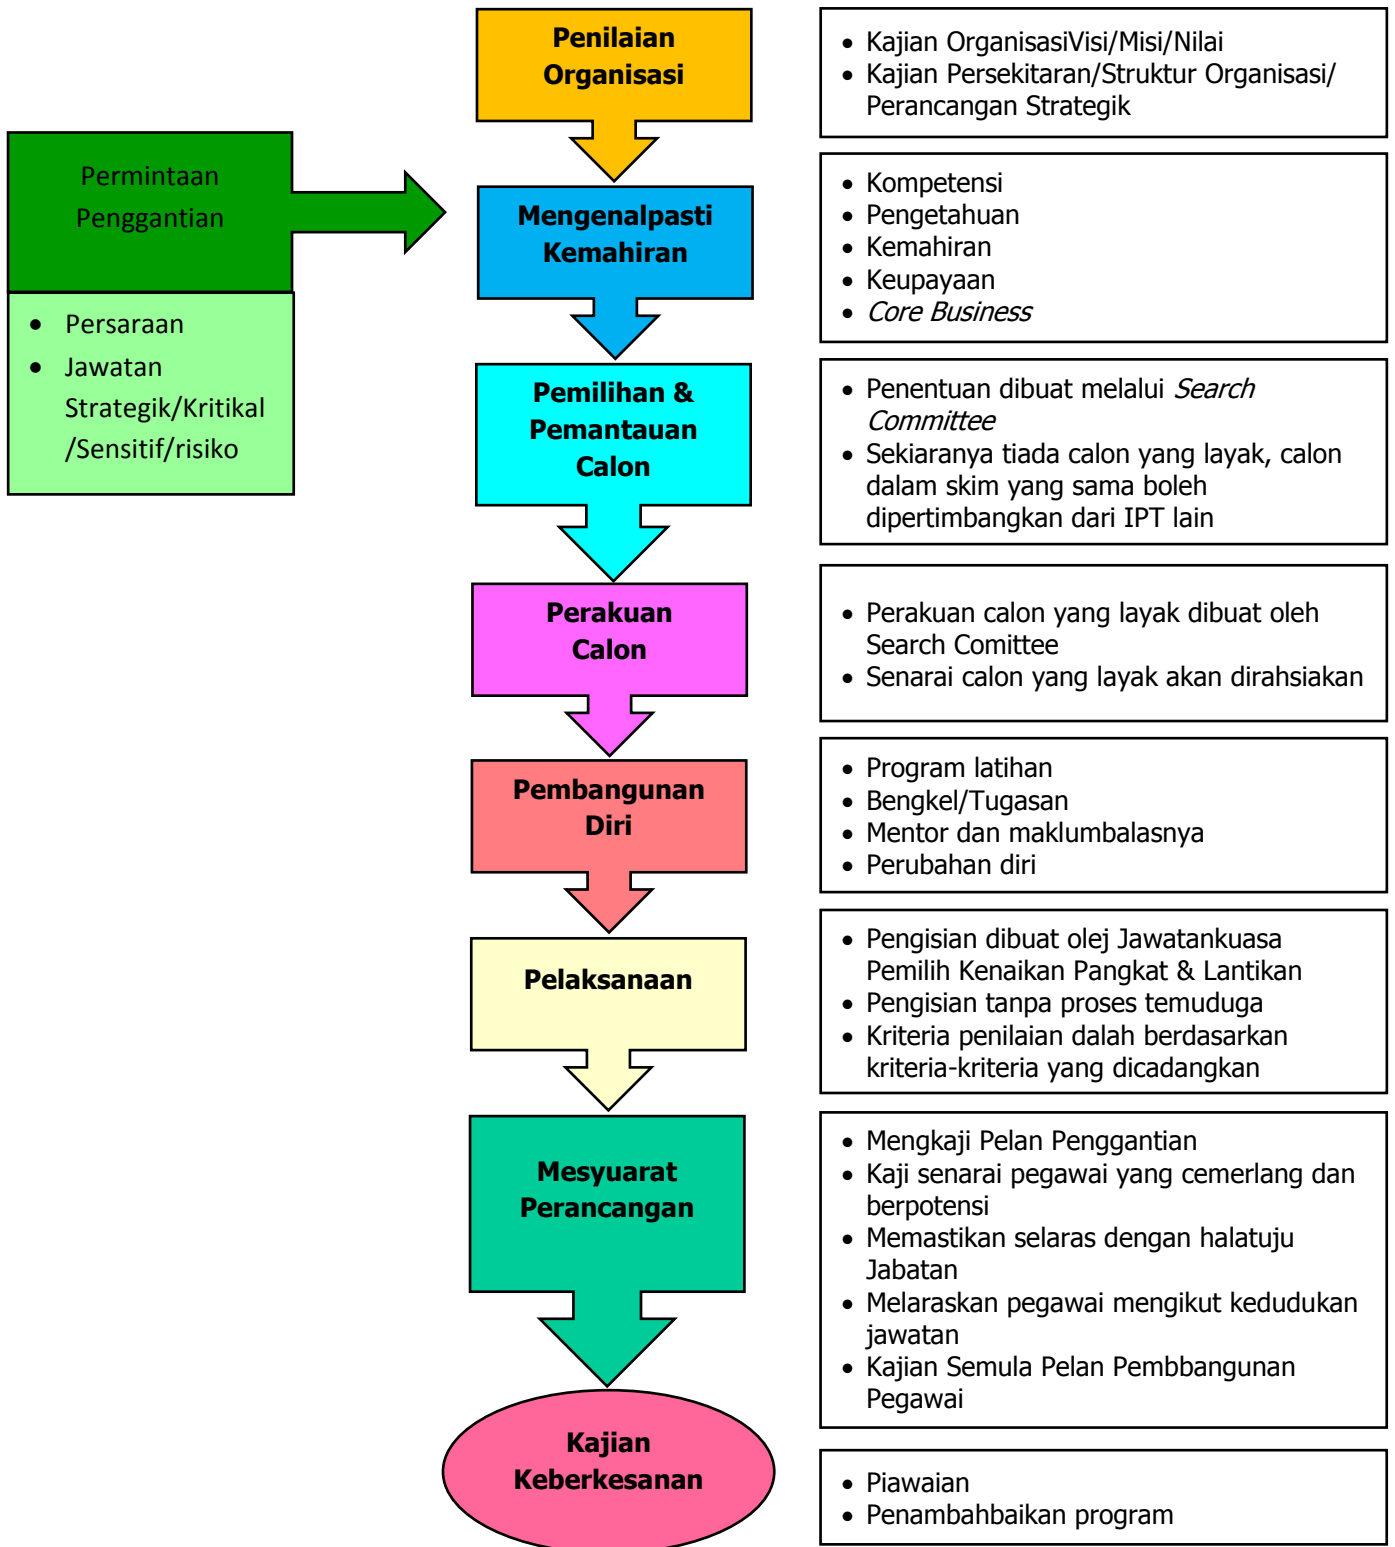 Penilaian
Organisasi
• Kajian OrganisasiVisi/Misi/Nilai
• Kajian Persekitaran/Struktur Organisasi/
Perancangan Strategik
Permintaan
Penggantian
• Persaraan
• Jawatan
Strategik/Kritikal
/Sensitif/risiko
Mengenalpasti
Kemahiran
• Kompetensi
• Pengetahuan
• Kemahiran
• Keupayaan
• Core Business
Pemilihan &
Pemantauan
Calon
• Penentuan dibuat melalui Search
Committee
• Sekiaranya tiada calon yang layak, calon
dalam skim yang sama boleh
dipertimbangkan dari IPT lain
Perakuan
Calon
• Perakuan calon yang layak dibuat oleh
Search Comittee
• Senarai calon yang layak akan dirahsiakan
Pembangunan
Diri
• Program latihan
• Bengkel/Tugasan
• Mentor dan maklumbalasnya
• Perubahan diri
Pelaksanaan
• Pengisian dibuat olej Jawatankuasa
Pemilih Kenaikan Pangkat & Lantikan
• Pengisian tanpa proses temuduga
• Kriteria penilaian dalah berdasarkan
kriteria-kriteria yang dicadangkan
Mesyuarat
Perancangan
• Mengkaji Pelan Penggantian
• Kaji senarai pegawai yang cemerlang dan
berpotensi
• Memastikan selaras dengan halatuju
Jabatan
• Melaraskan pegawai mengikut kedudukan
jawatan
• Kajian Semula Pelan Pembbangunan
Pegawai
Kajian
Keberkesanan
• Piawaian
• Penambahbaikan program